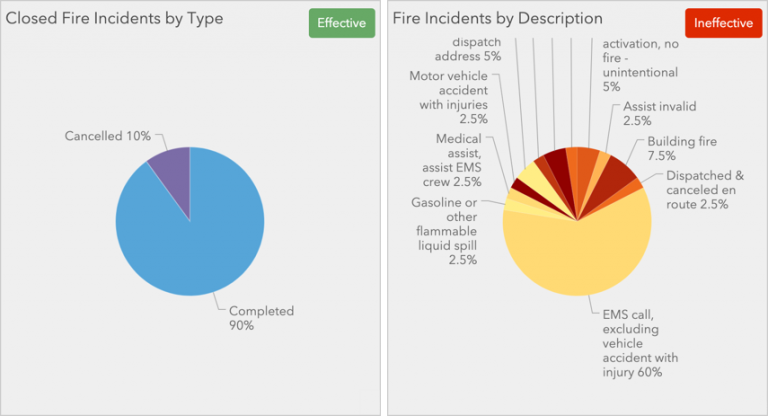 Closed Fire Incidents by Type
Effective
Cancelled 10%
Completed
90%
Fire Incidents by Description
Ineffective
dispatch
address 5%
Motor vehicle
accident
with injuries
2.5%
Medical
assist,
assist EMS
crew 2.5%
Gasoline or
other
flammable
liquid spill
2.5%
activation, no
fire -
unintentional
5%
Assist invalid
2.5%
Building fire
7.5%
Dispatched &
canceled en
route 2.5%
EMS call,
excluding
vehicle
accident with
injury 60%